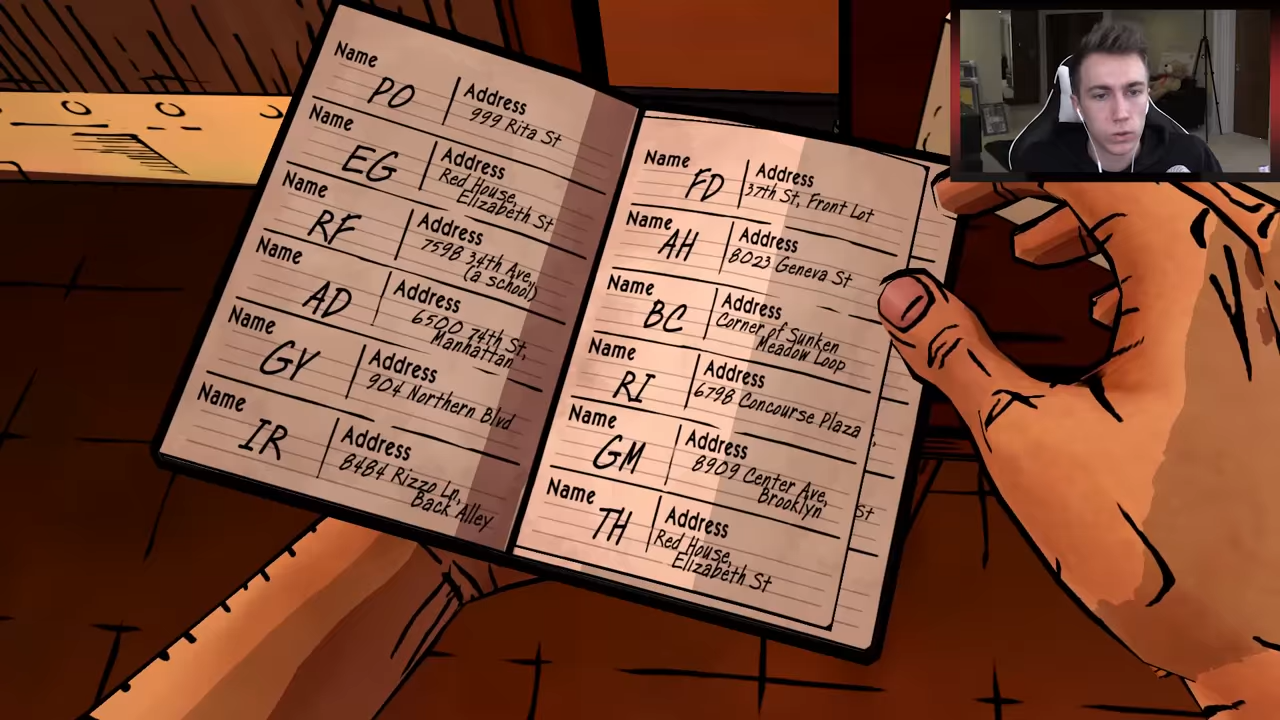 Name
PO
Address
999 Rita St
Name
EG
Address
Red House,
Elizabeth St
Name
RF
Address
7598 34th Ave,
(a school)
Name
AD
Address
6500 74th St,
Manhattan
Name
GY
Address
904 Northern Blvd
Name
IR
Address
8484 Rizzo Ln,
Back Alley
Name
FD
Address
37th St, Front Lot
Name
AH
Address
8023 Geneva St
Name
BC
Address
Corner of Sunken
Meadow Loop
Name
RI
Address
6798 Concourse Plaza
Name
GM
Address
8909 Center Ave,
Brooklyn
Name
TH
Address
Red House,
Elizabeth St
St